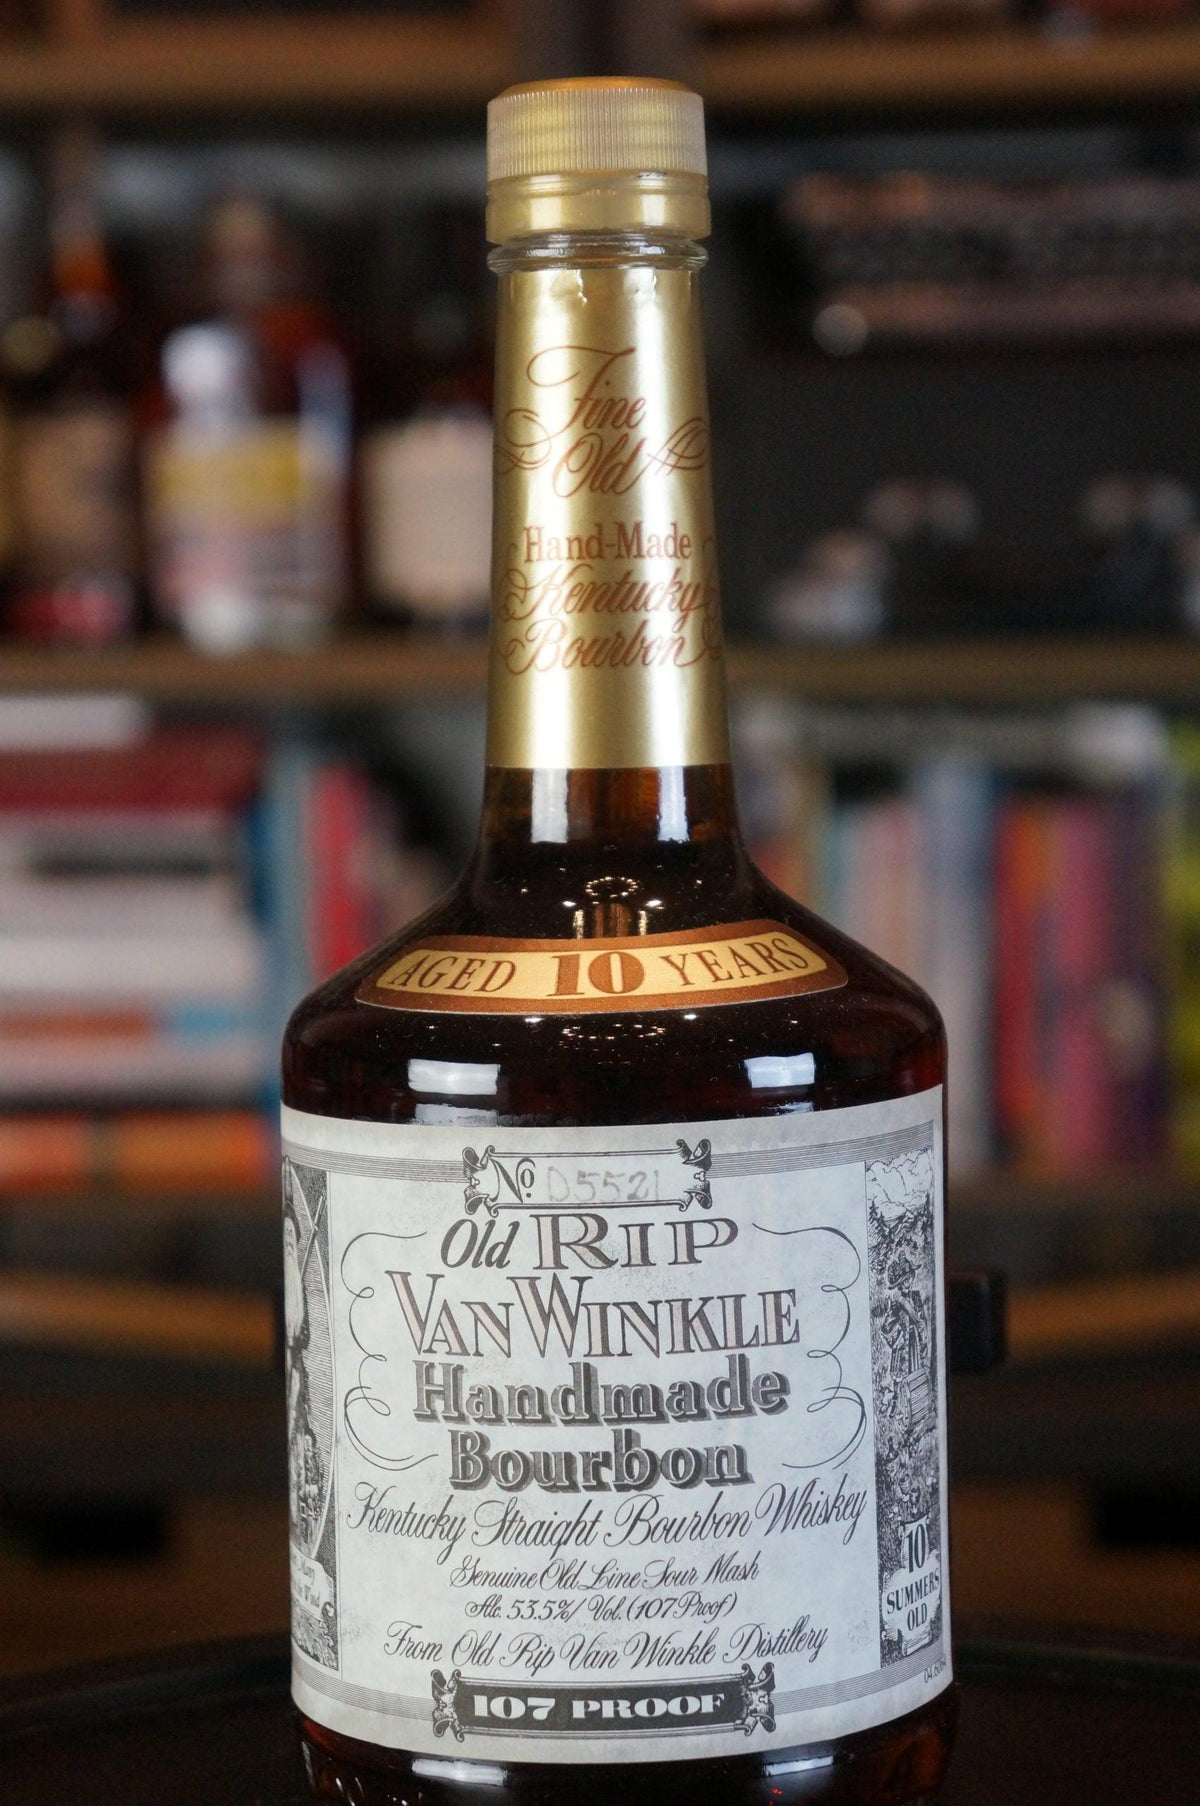 Fine
Old
Hand-Made
Kentucky
Bourbon
AGED 10 YEARS
No. D5521
Old RIP
VAN WINKLE
Handmade
Bourbon
Kentucky Straight Bourbon Whiskey
Genuine Old Line Sour Mash
Alc. 53.5%/Vol. (107 Proof)
From Old Rip Van Winkle Distillery
107 PROOF
10
SUMMERS
OLD